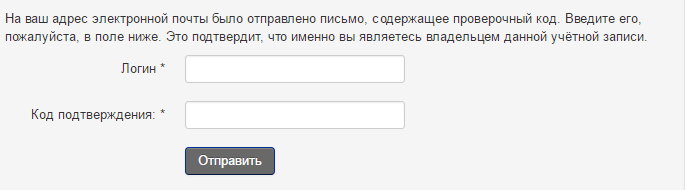 На ваш адрес электронной почты было отправлено письмо, содержащее проверочный код. Введите его,
пожалуйста, в поле ниже. Это подтвердит, что именно вы являетесь владельцем данной учётной записи.
Логин *
Код подтверждения: *
Отправить